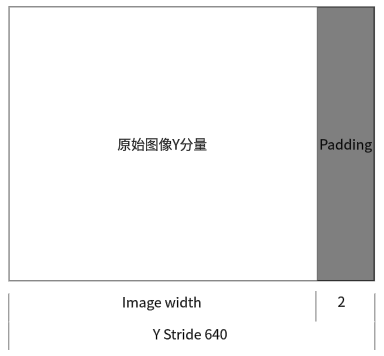 原始图像Y分量
Padding
Image width
2
Y Stride 640